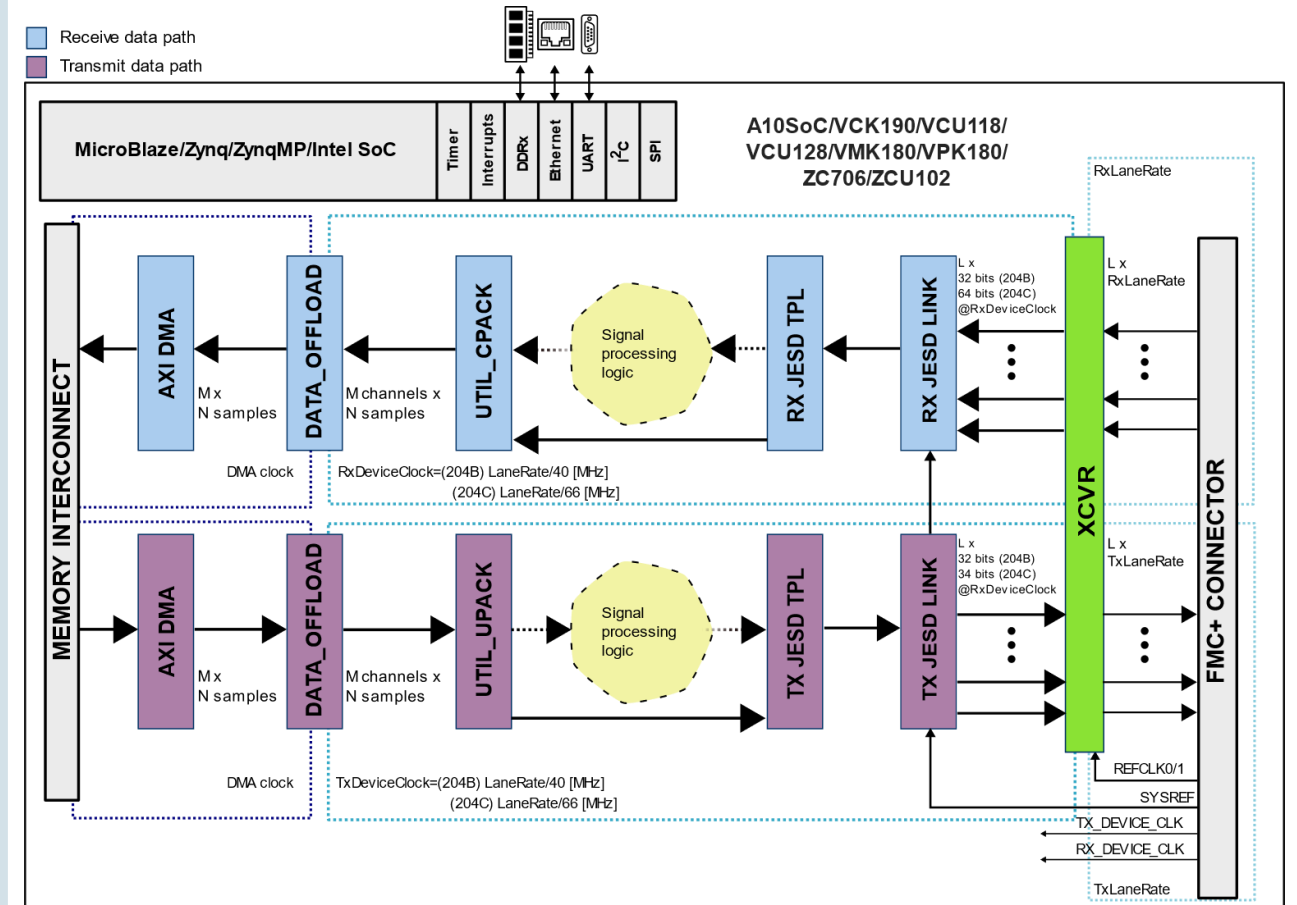 Receive data path
Transmit data path
MicroBlaze/Zynq/ZynqMP/Intel SoC
Timer
Interrupts
DDRx
Ethernet
UART
I2C
SPI
A10SoC/VCK190/VCU118/
VCU128/VMK180/VPK180/
ZC706/ZCU102
RxLaneRate
MEMORY INTERCONNECT
AXI DMA
M x
N samples
DATA_OFFLOAD
M channels x
N samples
UTIL_CPACK
Signal
processing
logic
RX JESD TPL
RX JESD LINK
L x
32 bits (204B)
64 bits (204C)
@RxDeviceClock
XCVR
L x
RxLaneRate
FMC+ CONNECTOR
DMA clock
RxDeviceClock=(204B) LaneRate/40 [MHz]
(204C) LaneRate/66 [MHz]
AXI DMA
M x
N samples
DATA_OFFLOAD
M channels x
N samples
UTIL_UPACK
Signal
processing
logic
TX JESD TPL
TX JESD LINK
L x
32 bits (204B)
34 bits (204C)
@RxDeviceClock
L x
TxLaneRate
DMA clock
TxDeviceClock=(204B) LaneRate/40 [MHz]
(204C) LaneRate/66 [MHz]
REFCLK0/1
SYSREF
TX_DEVICE_CLK
RX_DEVICE_CLK
TxLaneRate